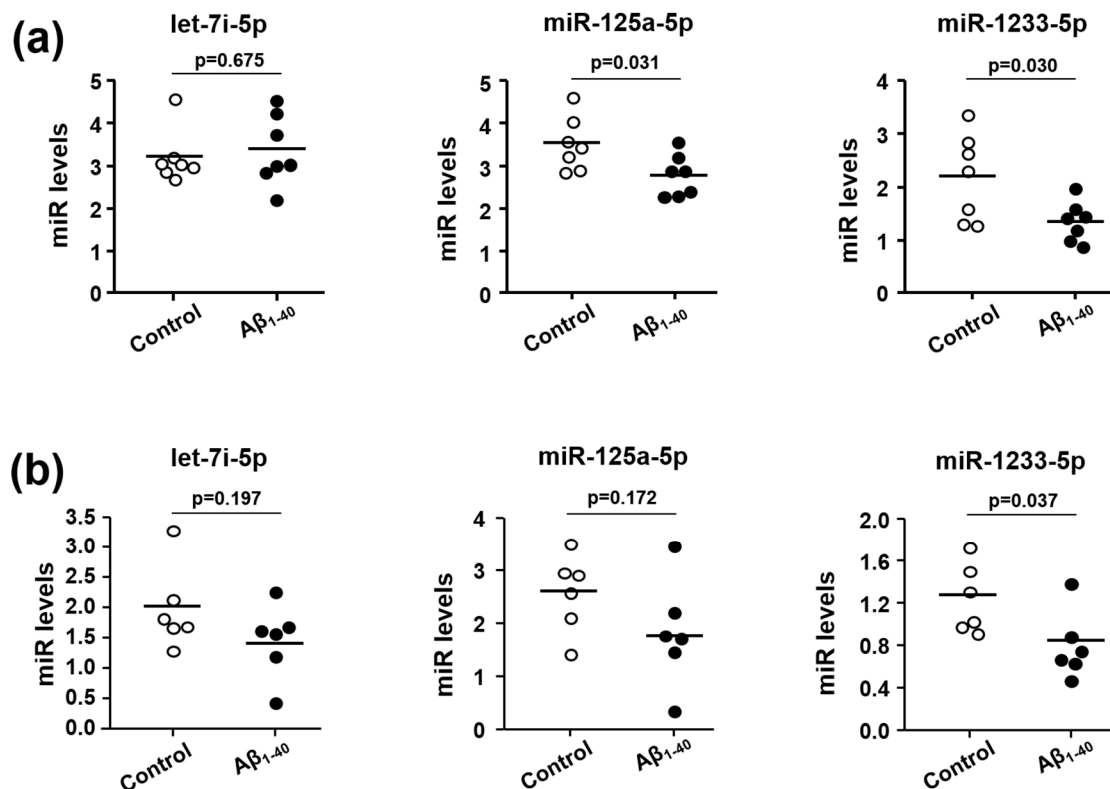 (a)
let-7i-5p
p=0.675
miR levels
5
4
3
2
1
0
Control
Aβ₁₋₄₀
miR-125a-5p
p=0.031
miR levels
5
4
3
2
1
0
Control
Aβ₁₋₄₀
miR-1233-5p
p=0.030
miR levels
4
3
2
1
0
Control
Aβ₁₋₄₀
(b)
let-7i-5p
p=0.197
miR levels
3.5
3.0
2.5
2.0
1.5
1.0
0.5
0.0
Control
Aβ₁₋₄₀
miR-125a-5p
p=0.172
miR levels
4
3
2
1
0
Control
Aβ₁₋₄₀
miR-1233-5p
p=0.037
miR levels
2.0
1.6
1.2
0.8
0.4
0.0
Control
Aβ₁₋₄₀